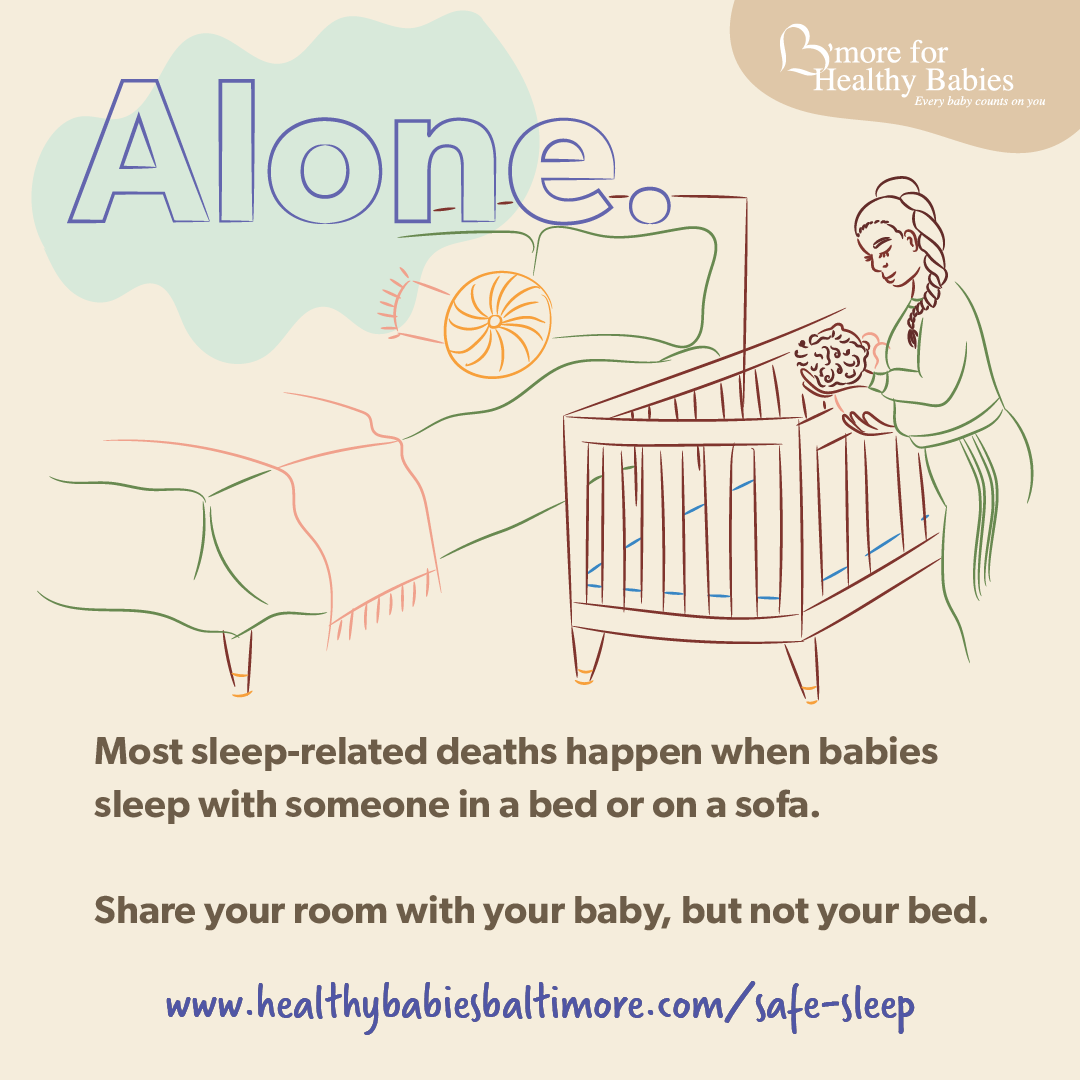 Alone.
B'more for
Healthy Babies
Every baby counts on you
Most sleep-related deaths happen when babies
sleep with someone in a bed or on a sofa.
Share your room with your baby, but not your bed.
www.healthybabiesbaltimore.com/safe-sleep